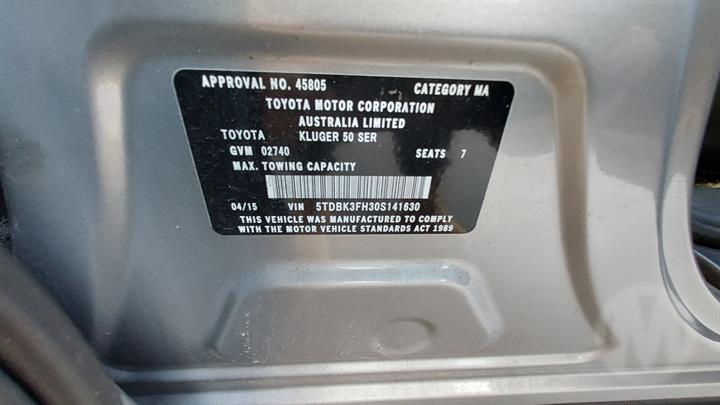 APPROVAL NO. 45805 CATEGORY MA
TOYOTA MOTOR CORPORATION
AUSTRALIA LIMITED
TOYOTA KLUGER 50 SER
GVM 02740 SEATS 7
MAX. TOWING CAPACITY
04/15 VIN 5TDBK3FH30S141630
THIS VEHICLE WAS MANUFACTURED TO COMPLY
WITH THE MOTOR VEHICLE STANDARDS ACT 1989
M